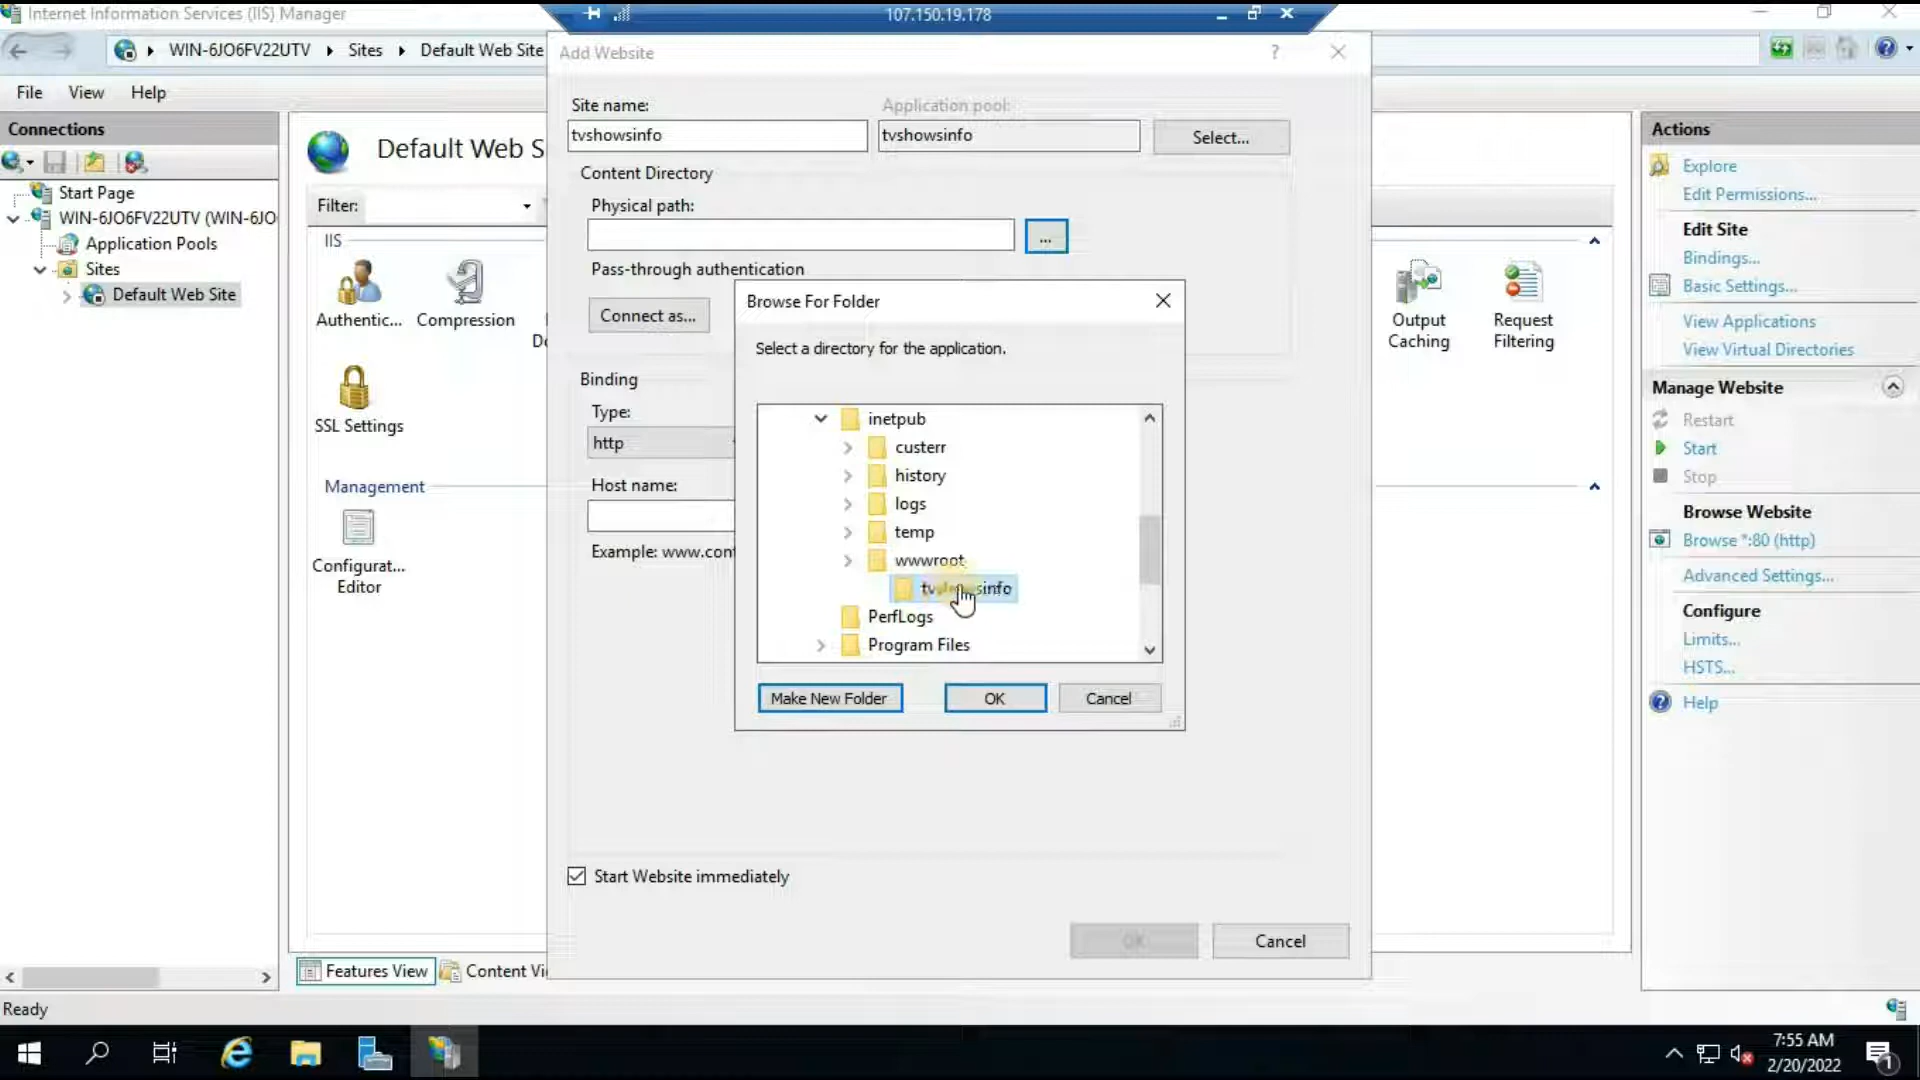 Internet Information Services (IIS) Manager
107.150.19.178
WIN-6JO6FV22UTV
Sites
Default Web Site
File
View
Help
Connections
Start Page
WIN-6JO6FV22UTV (WIN-6JO
Application Pools
Sites
Default Web Site
Default Web S
Filter:
IIS
Authentic...
Compression
SSL Settings
Output
Caching
Request
Filtering
Management
Configurat...
Editor
Features View
Content Vi
Ready
Add Website
?
Site name:
Application pool:
tvshowsinfo
tvshowsinfo
Select...
Content Directory
Physical path:
...
Pass-through authentication
Connect as...
Binding
Type:
http
Host name:
Example: www.con
Start Website immediately
OK
Cancel
Browse For Folder
Select a directory for the application.
inetpub
custerr
history
logs
temp
wwwroot
PerfLogs
Program Files
Make New Folder
OK
Cancel
Actions
Explore
Edit Permissions...
Edit Site
Bindings...
Basic Settings...
View Applications
View Virtual Directories
Manage Website
Restart
Start
Stop
Browse Website
Browse *:80 (http)
Advanced Settings...
Configure
Limits...
HSTS...
Help
7:55 AM
2/20/2022
1